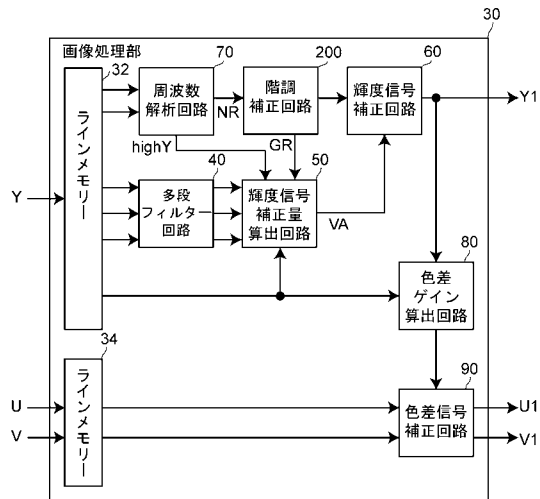 30
画像処理部
32
70
200
60
ラインメモリー
周波数
解析回路
NR
階調
補正回路
輝度信号
補正回路
Y1
highY
GR
40
50
Y
多段
フィルター
回路
輝度信号
補正量
算出回路
VA
80
色差
ゲイン
算出回路
34
90
ラインメモリー
U
V
色差信号
補正回路
U1
V1